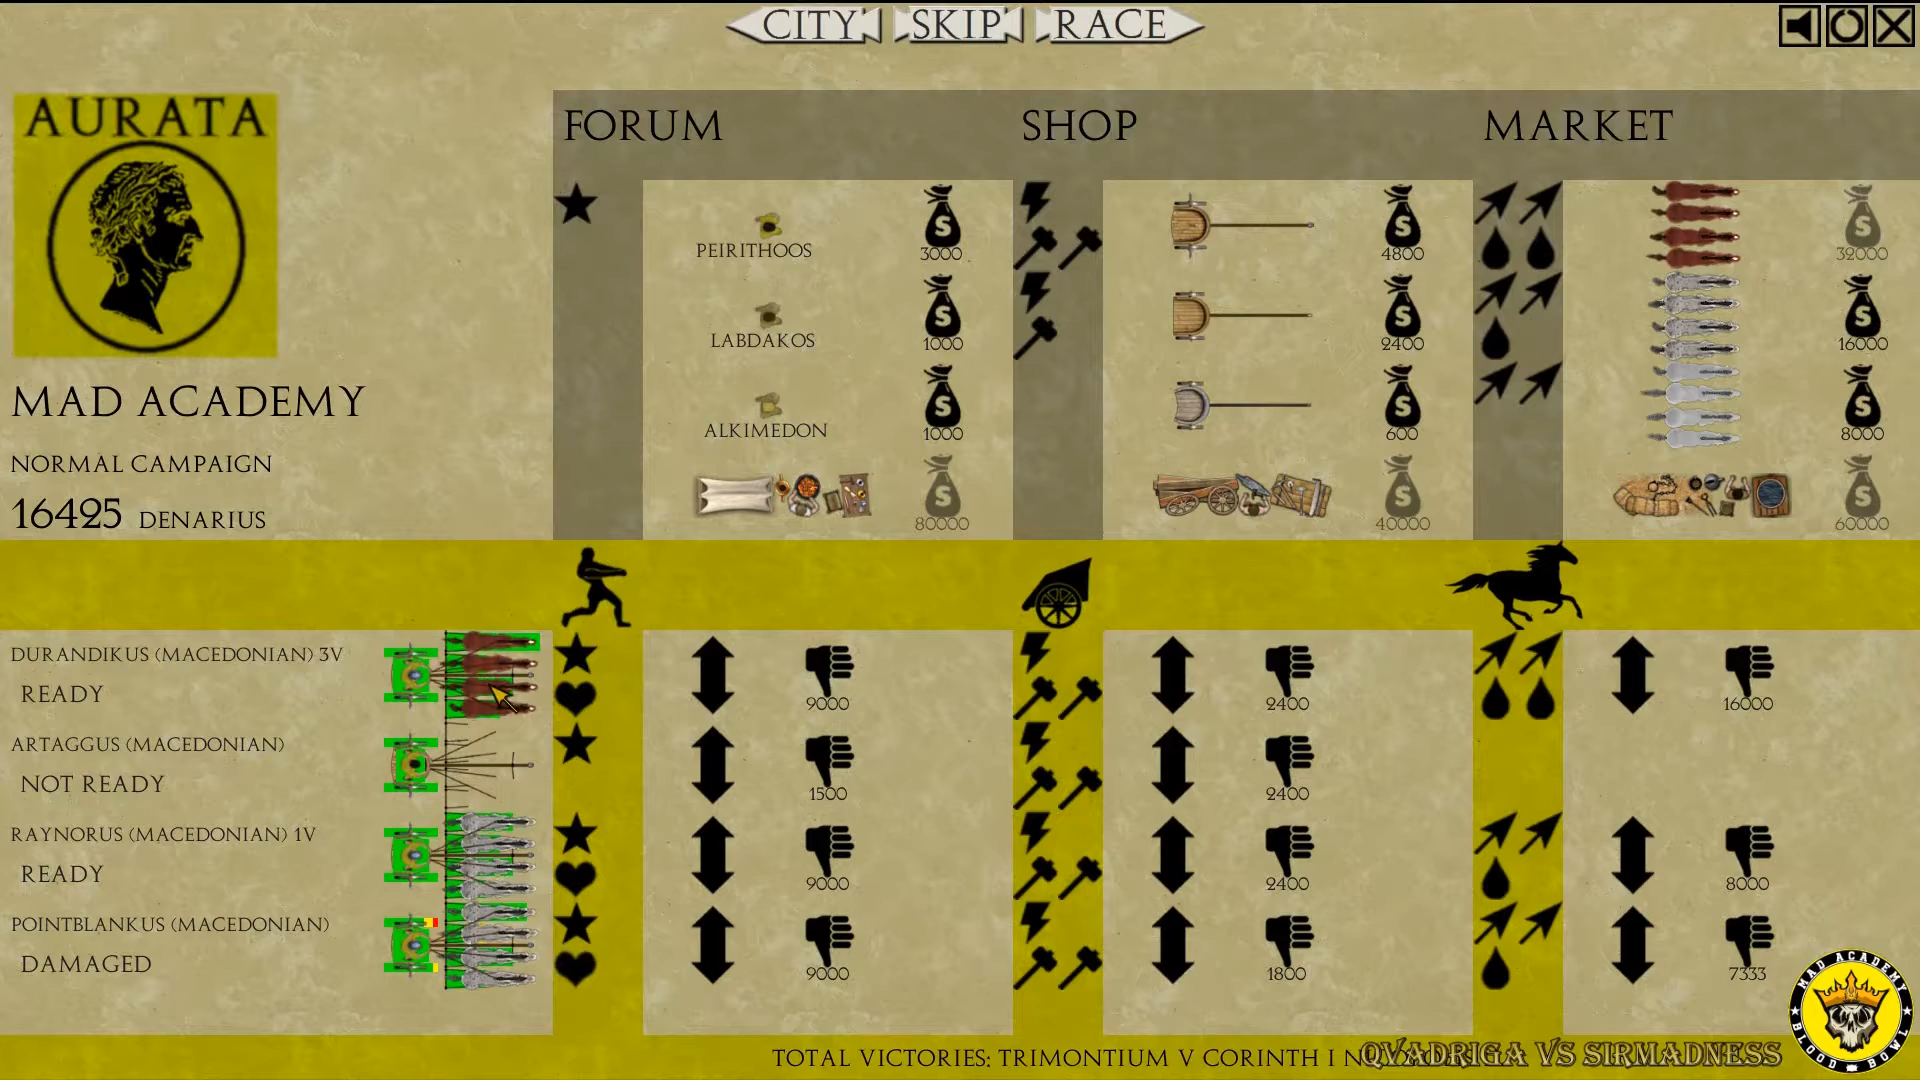 CITY SKIP RACE
AURATA
MAD ACADEMY
NORMAL CAMPAIGN
16425 DENARIUS
FORUM
PEIRITHOOS
3000
LABDAKOS
1000
ALKIMEDON
1000
80000
SHOP
4800
2400
600
40000
MARKET
32000
16000
8000
60000
DURANDIKUS (MACEDONIAN) 3V
READY
9000
2400
16000
ARTAGGUS (MACEDONIAN)
NOT READY
1500
2400
RAYNORUS (MACEDONIAN) 1V
READY
9000
2400
8000
POINTBLANKUS (MACEDONIAN)
DAMAGED
9000
1800
7333
TOTAL VICTORIES: TRIMONTIUM V CORINTH I
QVADRIGA VS SIRMADNESS
MAD ACADEMY
BLOOD BOWL